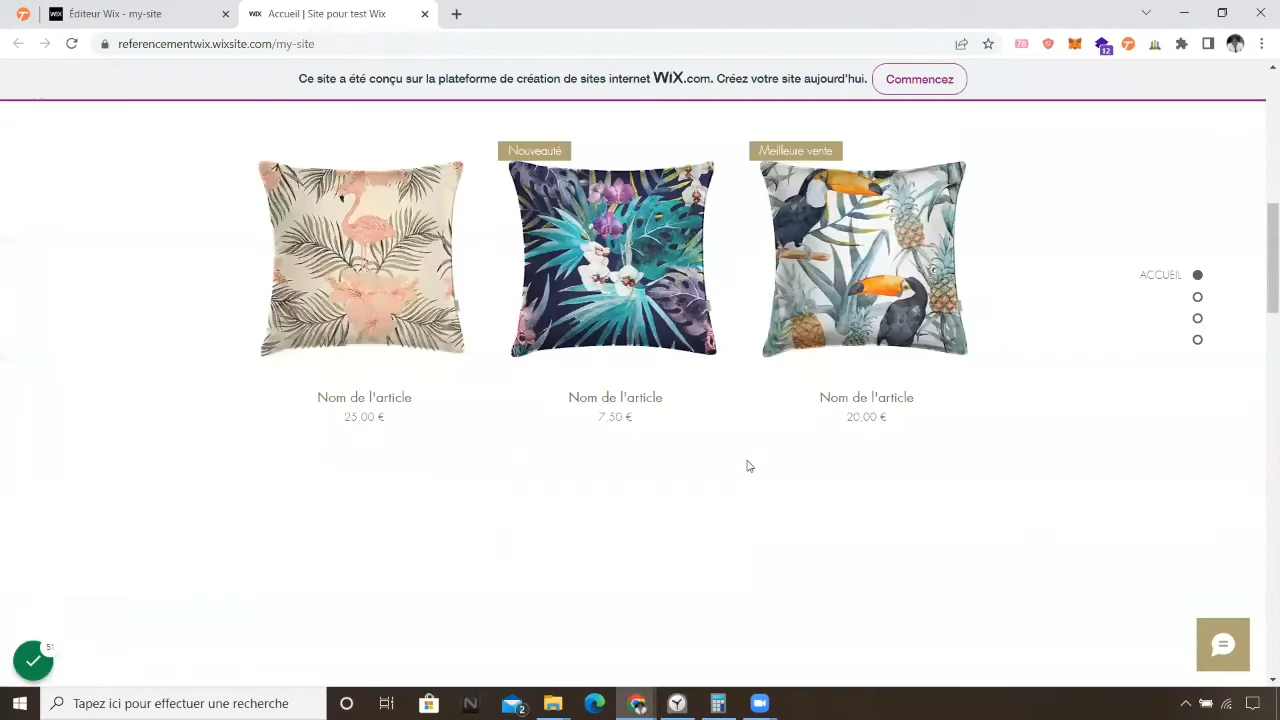 Éditeur Wix - my-site
Accueil | Site pour test Wix
referencementwix.wixsite.com/my-site
12
Ce site a été conçu sur la plateforme de création de sites internet WiX.com. Créez votre site aujourd'hui.
Commencez
Nouveauté
Meilleure vente
ACCUEIL
Nom de l'article
Nom de l'article
Nom de l'article
25,00 €
7,50 €
20,00 €
51
Tapez ici pour effectuer une recherche
2